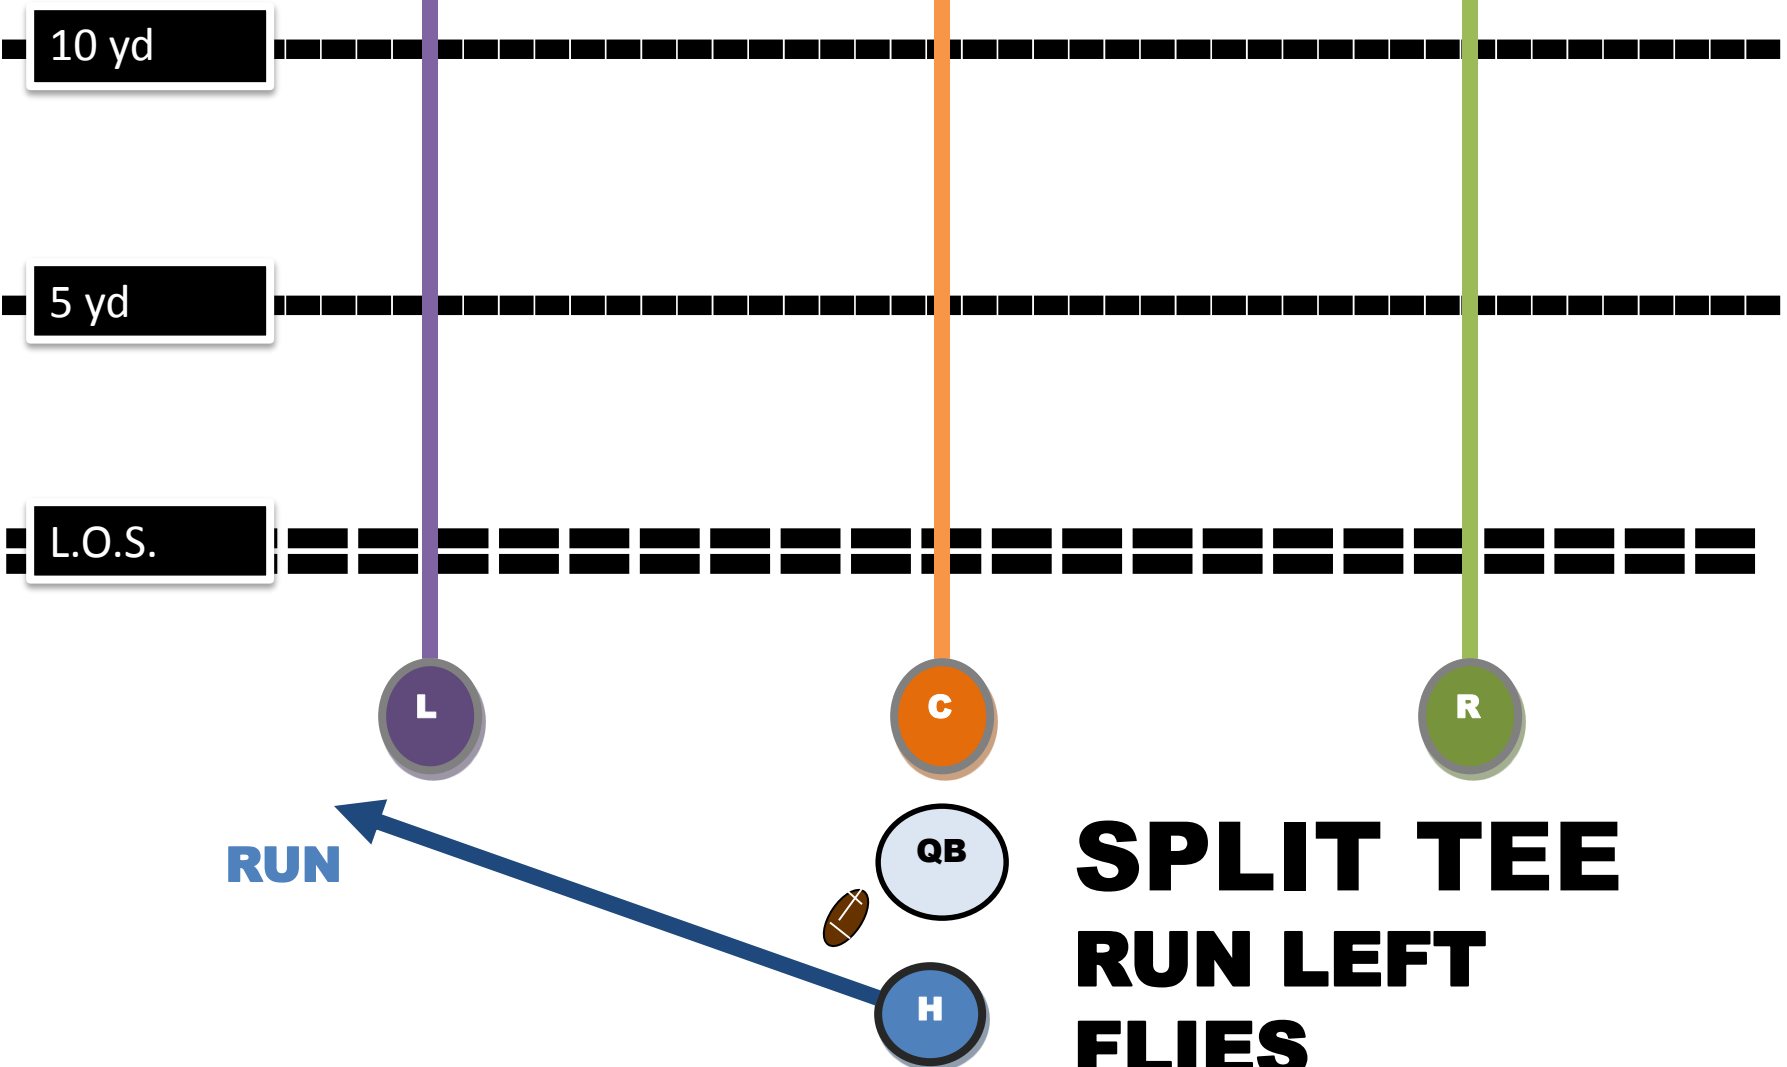 10 yd
5 yd
L.O.S.
L
C
R
QB
RUN
H
SPLIT TEE
RUN LEFT
FLIES